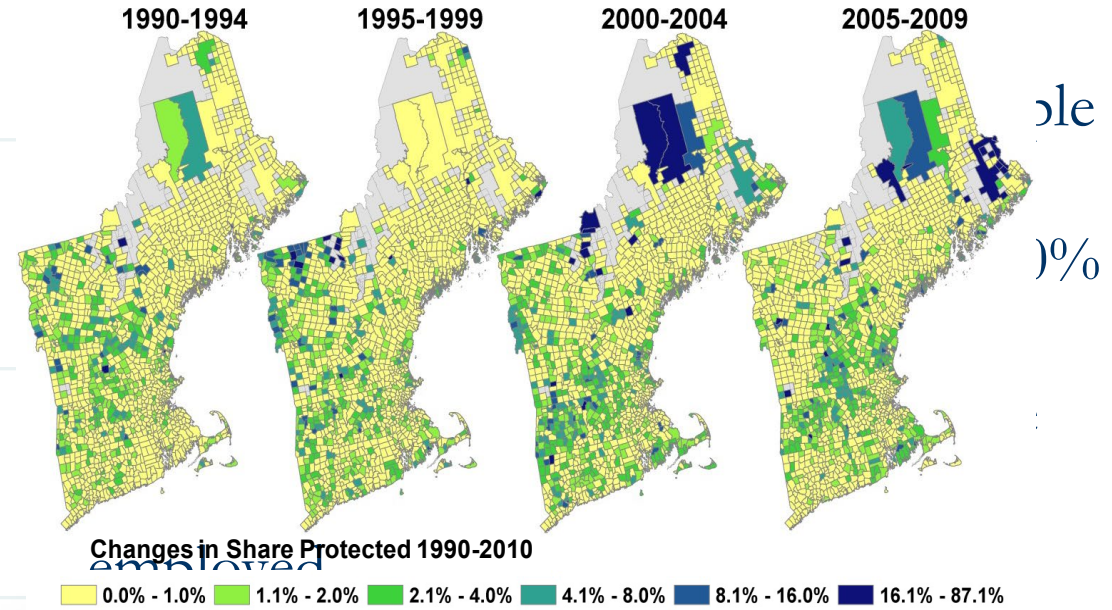 1990-1994 1995-1999 2000-2004 2005-2009
0%
Changes in Share Protected 1990-2010
employed
0.0% - 1.0% 1.1% - 2.0% 2.1% - 4.0% 4.1% - 8.0% 8.1% - 16.0% 16.1% - 87.1%